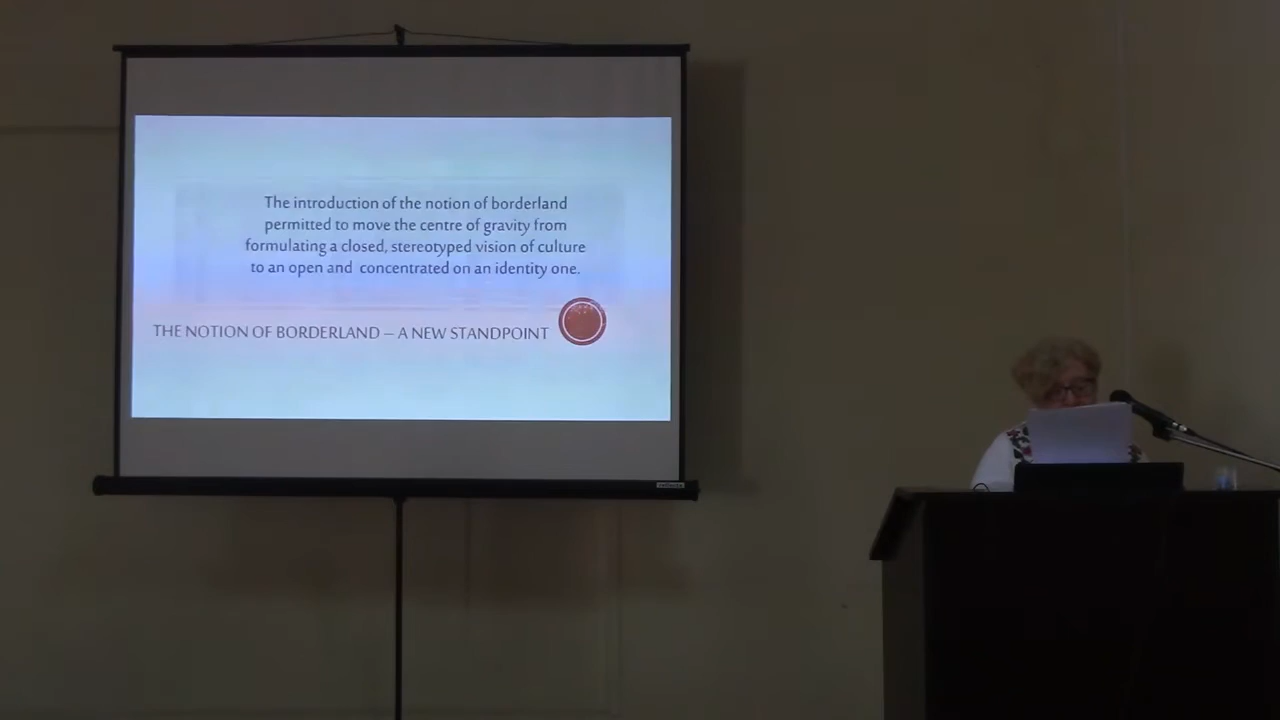 The introduction of the notion of borderland
permitted to move the centre of gravity from
formulating a closed, stereotyped vision of culture
to an open and concentrated on an identity one.
THE NOTION OF BORDERLAND – A NEW STANDPOINT